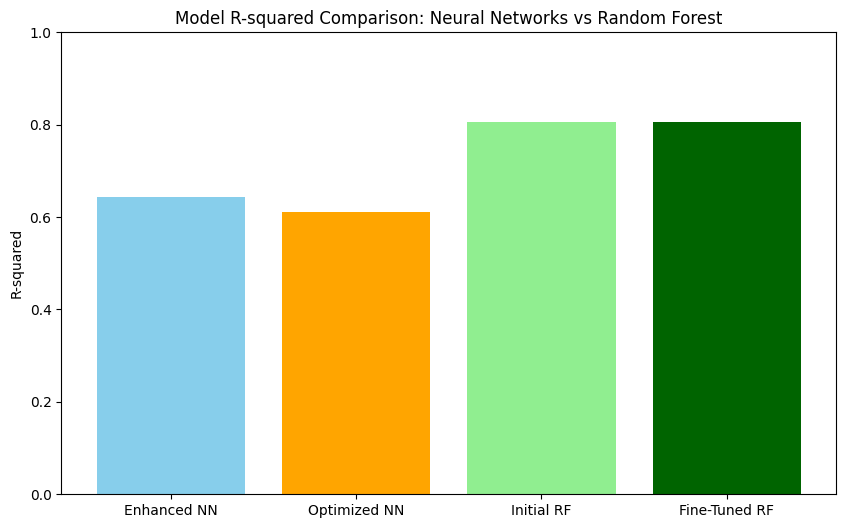 Model R-squared Comparison: Neural Networks vs Random Forest
1.0
0.8
0.6
0.4
0.2
0.0
R-squared
Enhanced NN
Optimized NN
Initial RF
Fine-Tuned RF